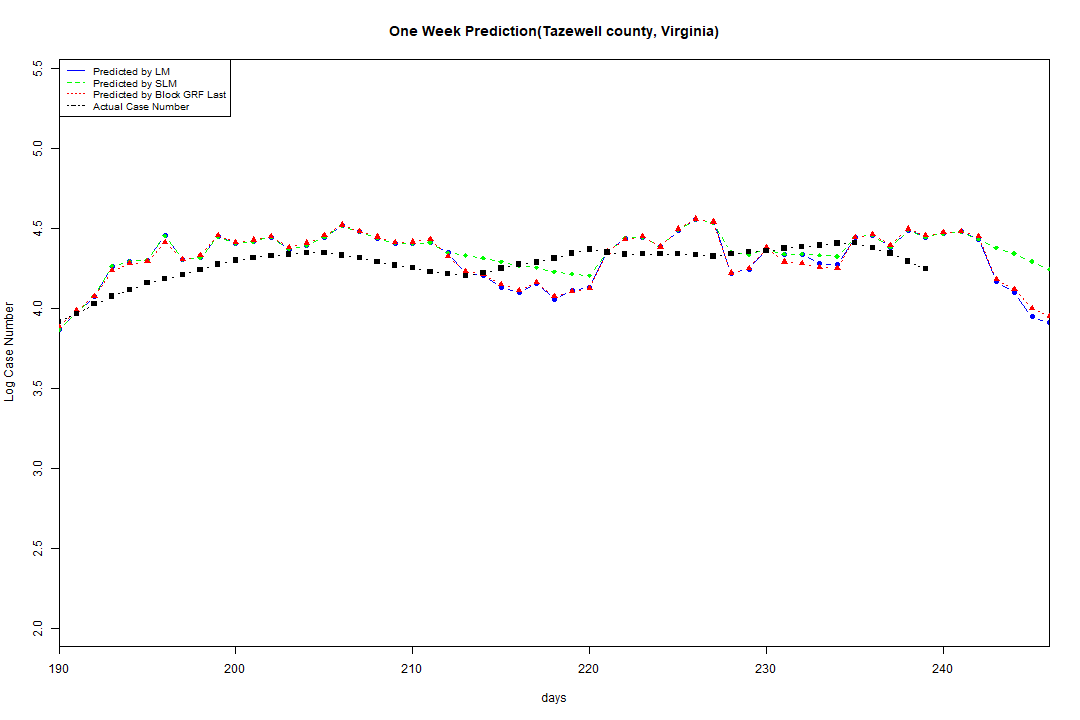 One Week Prediction(Tazewell county, Virginia)
Predicted by LM
Predicted by SLM
Predicted by Block GRF Last
Actual Case Number
5.5
5.0
4.5
4.0
3.5
3.0
2.5
2.0
Log Case Number
190 200 210 220 230 240
days